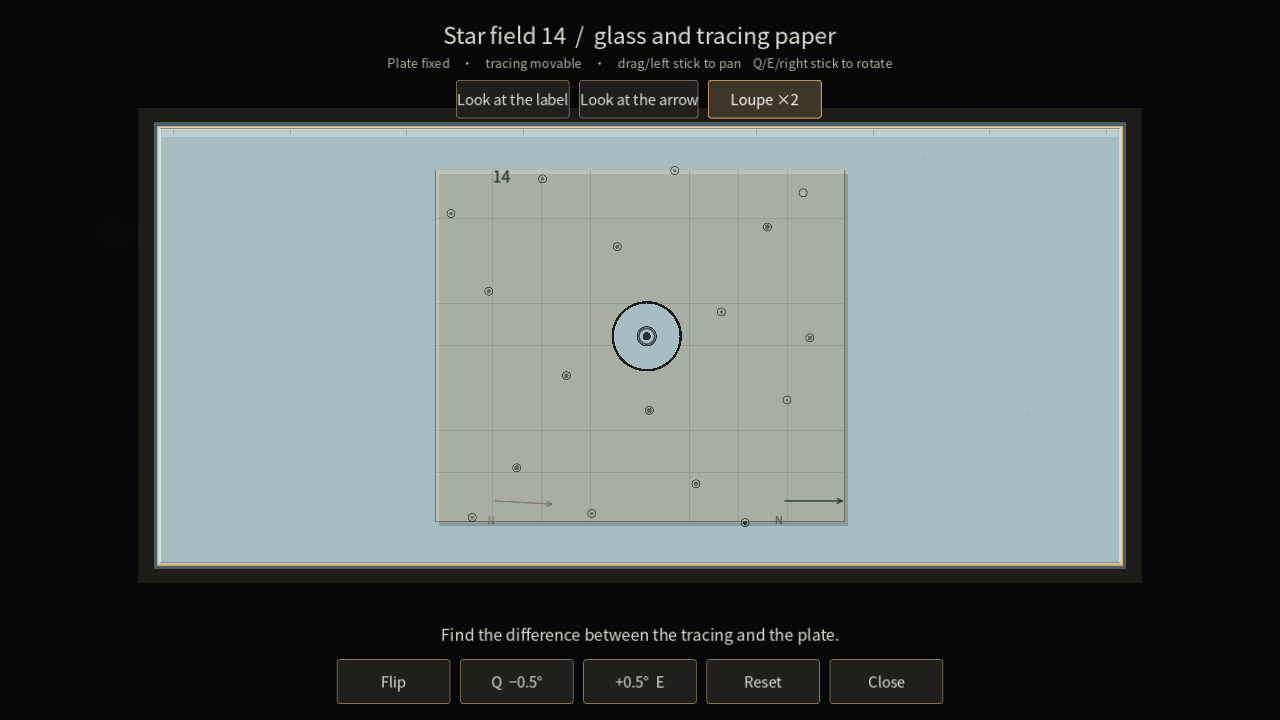 Star field 14 / glass and tracing paper
Plate fixed • tracing movable • drag/left stick to pan Q/E/right stick to rotate
Look at the label Look at the arrow Loupe ×2
14
N N
Find the difference between the tracing and the plate.
Flip Q −0.5° +0.5° E Reset Close